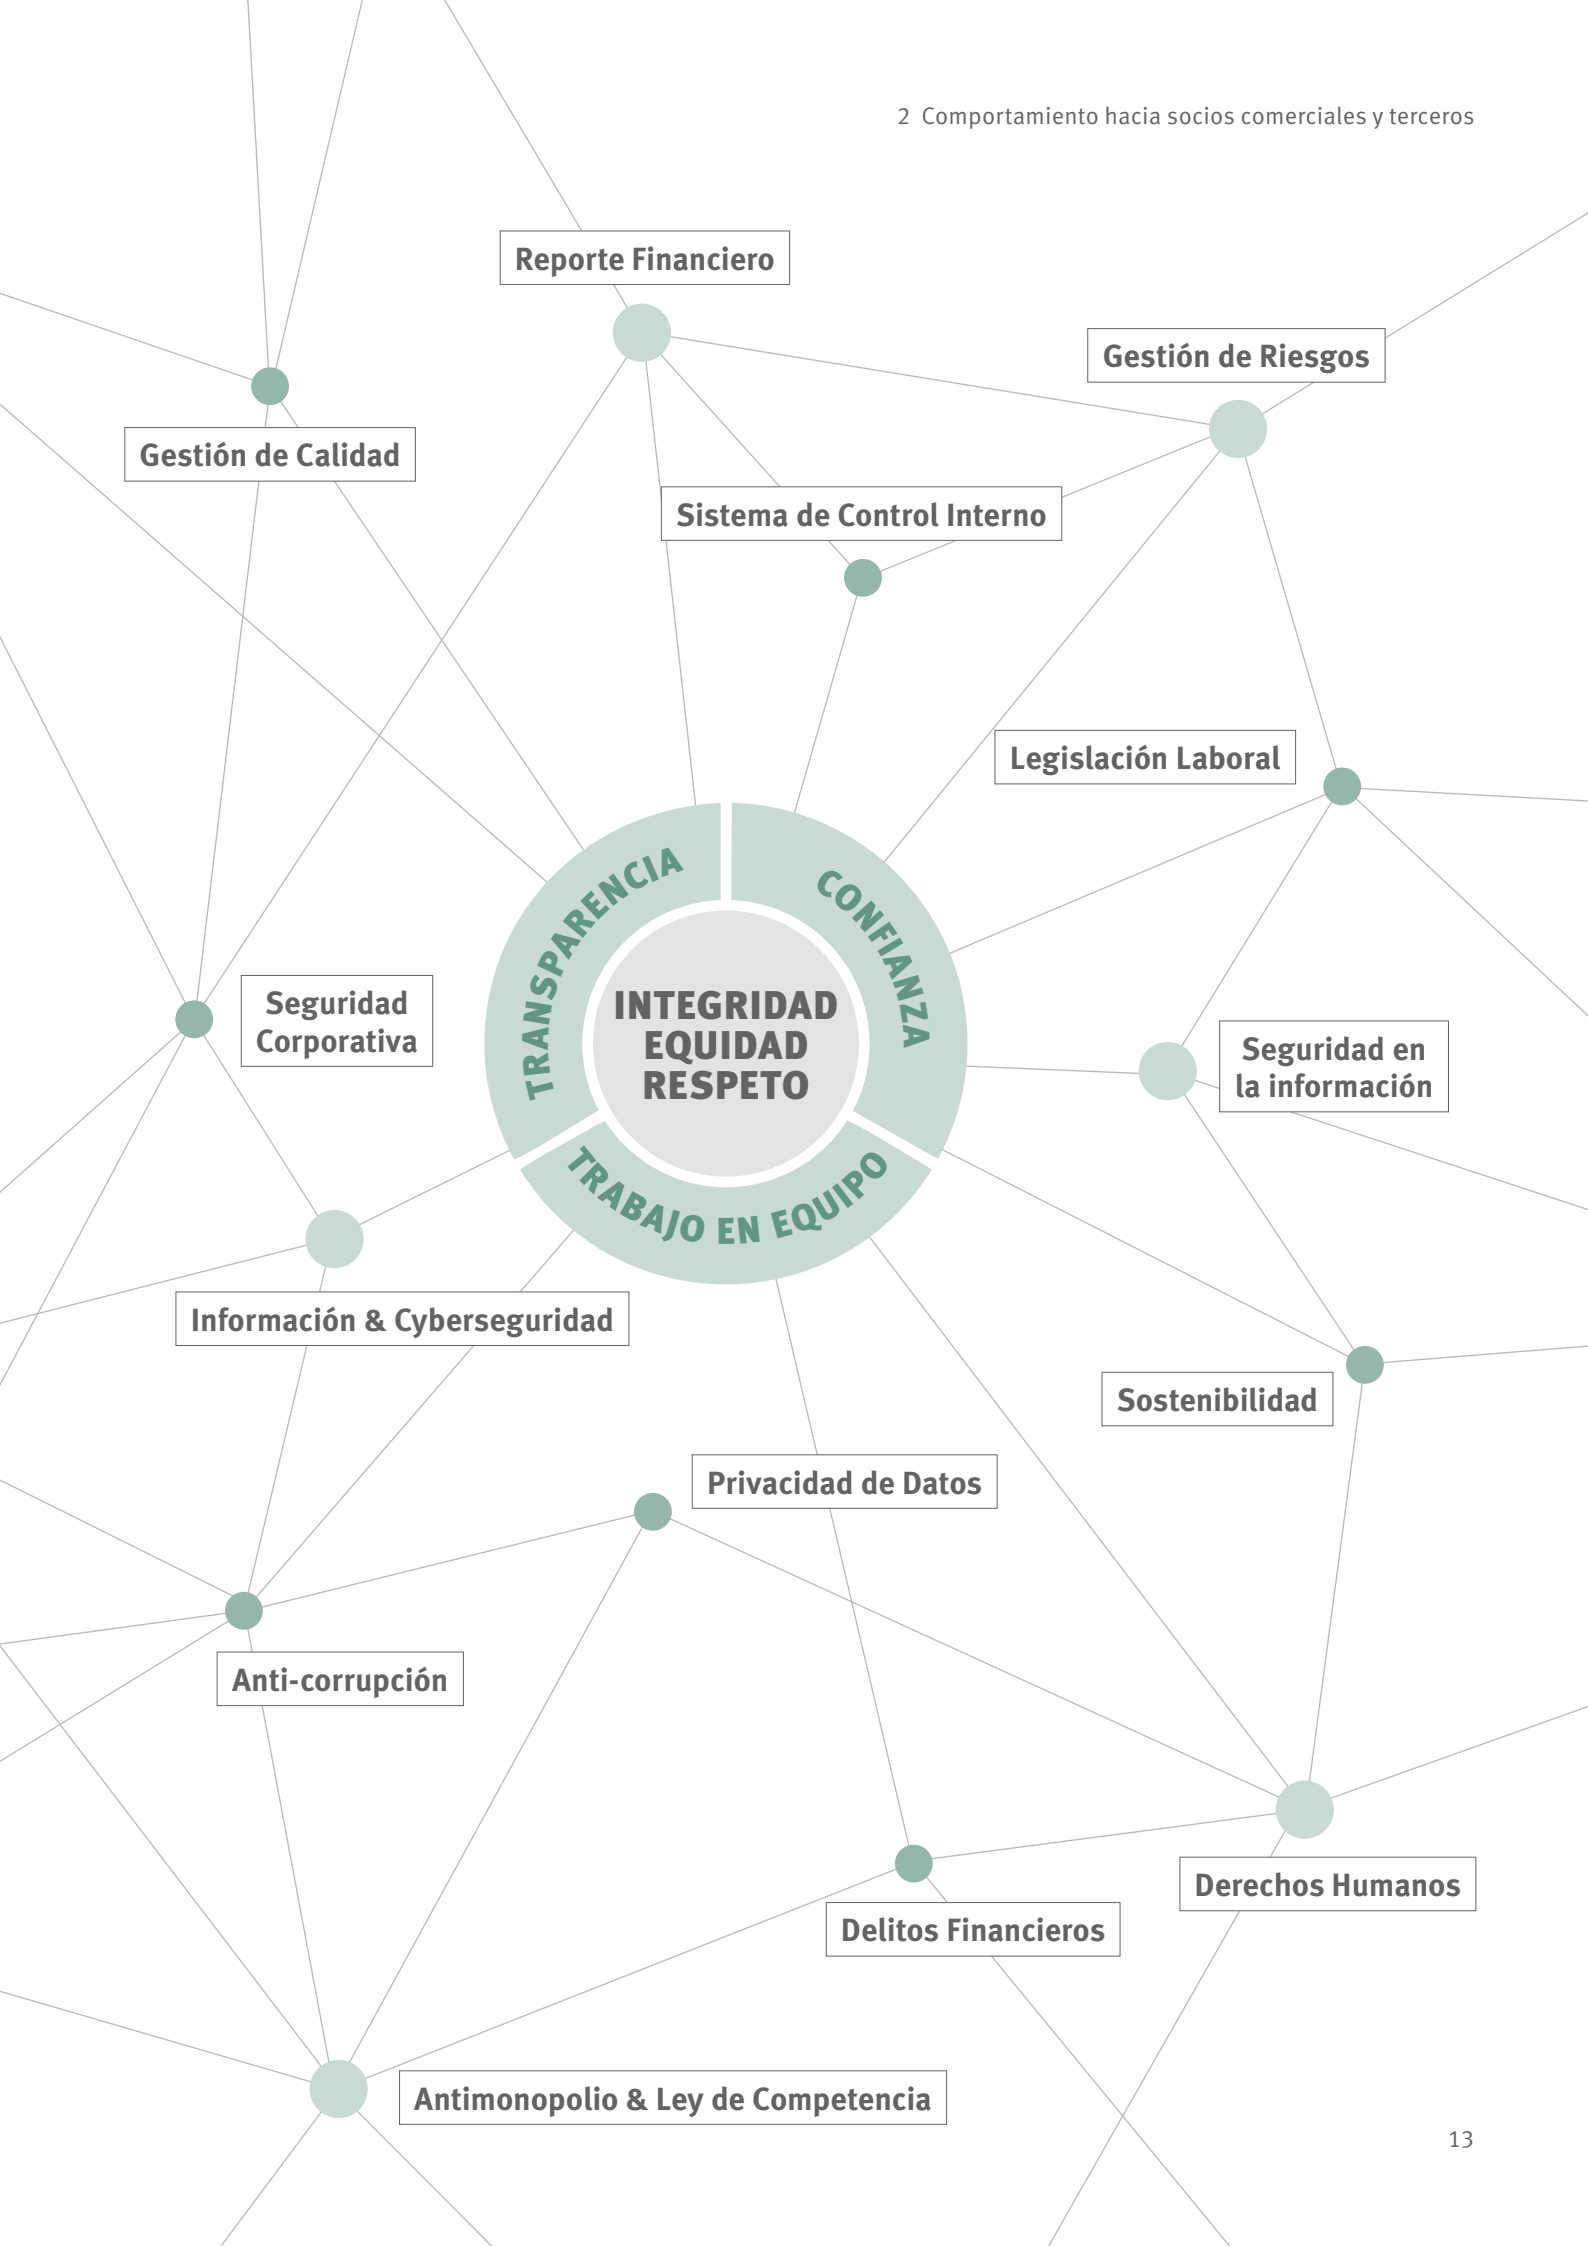 2 Comportamiento hacia socios comerciales y terceros
Reporte Financiero
Gestión de Riesgos
Gestión de Calidad
Sistema de Control Interno
Legislación Laboral
TRANSPARENCIA
CONFIANZA
INTEGRIDAD
EQUIDAD
RESPETO
TRABAJO EN EQUIPO
Seguridad
Corporativa
Seguridad en
la información
Información & Cyberseguridad
Sostenibilidad
Privacidad de Datos
Anti-corrupción
Derechos Humanos
Delitos Financieros
Antimonopolio & Ley de Competencia
13